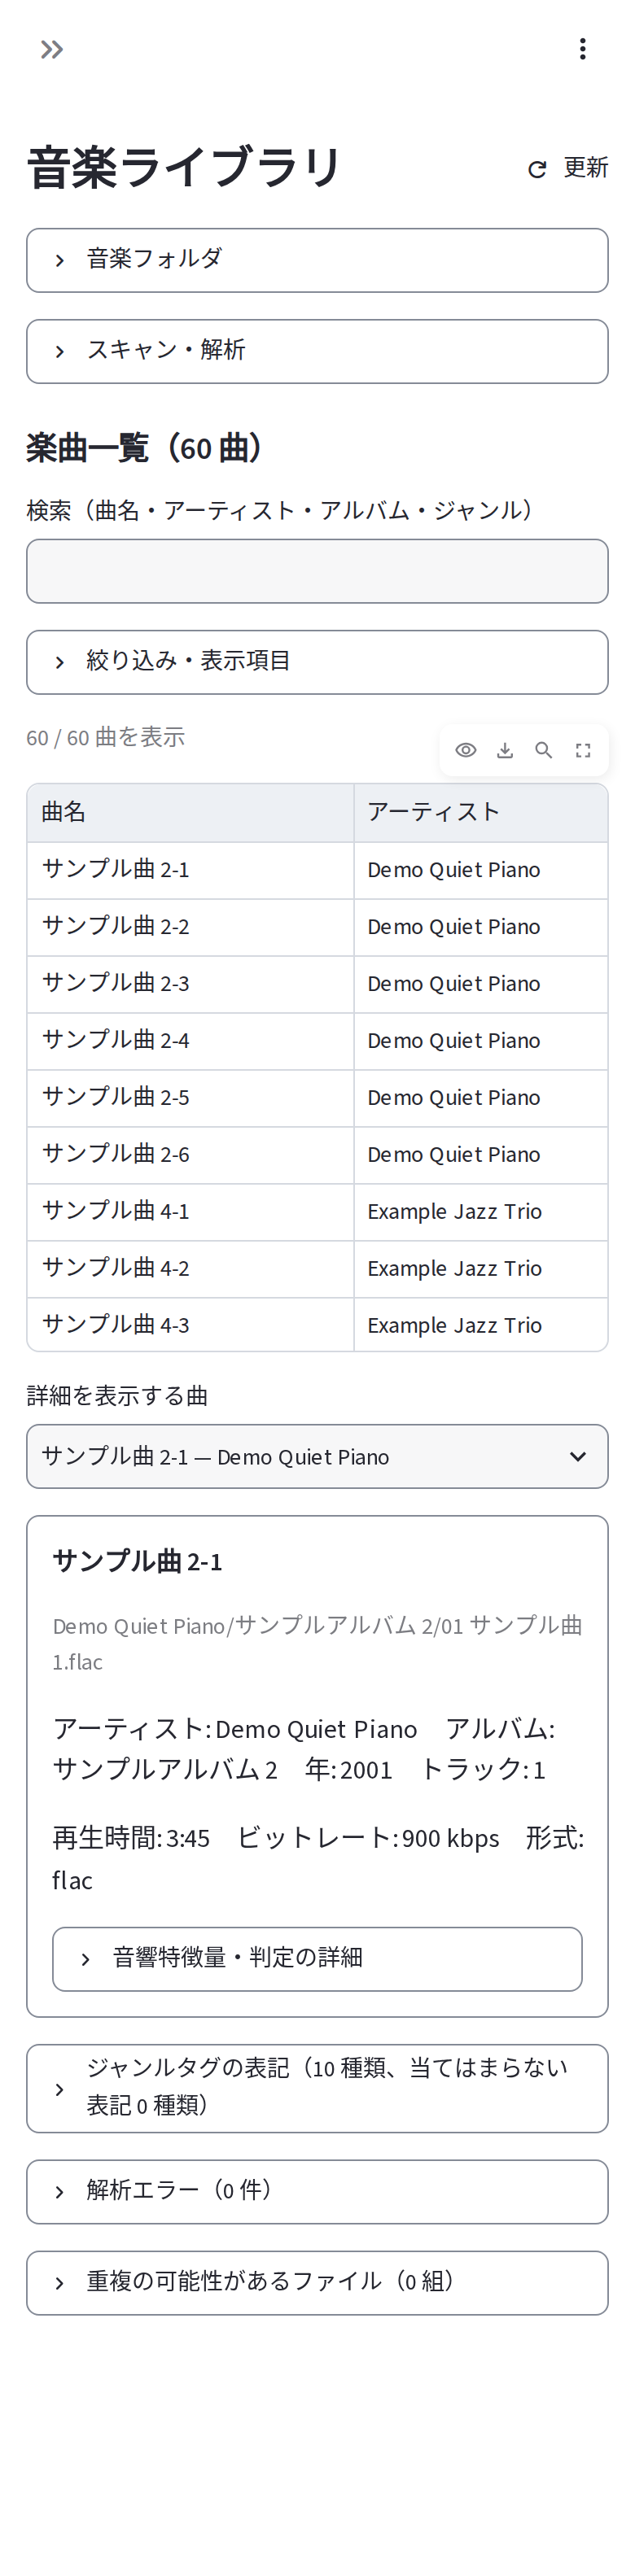 音楽ライブラリ
更新
音楽フォルダ
スキャン・解析
楽曲一覧（60 曲）
検索（曲名・アーティスト・アルバム・ジャンル）
絞り込み・表示項目
60 / 60 曲を表示
曲名 アーティスト
サンプル曲 2-1 Demo Quiet Piano
サンプル曲 2-2 Demo Quiet Piano
サンプル曲 2-3 Demo Quiet Piano
サンプル曲 2-4 Demo Quiet Piano
サンプル曲 2-5 Demo Quiet Piano
サンプル曲 2-6 Demo Quiet Piano
サンプル曲 4-1 Example Jazz Trio
サンプル曲 4-2 Example Jazz Trio
サンプル曲 4-3 Example Jazz Trio
詳細を表示する曲
サンプル曲 2-1 — Demo Quiet Piano
サンプル曲 2-1
Demo Quiet Piano/サンプルアルバム 2/01 サンプル曲
1.flac
アーティスト: Demo Quiet Piano アルバム:
サンプルアルバム 2 年: 2001 トラック: 1
再生時間: 3:45 ビットレート: 900 kbps 形式:
flac
音響特徴量・判定の詳細
ジャンルタグの表記（10 種類、当てはまらない
表記 0 種類）
解析エラー（0 件）
重複の可能性があるファイル（0 組）